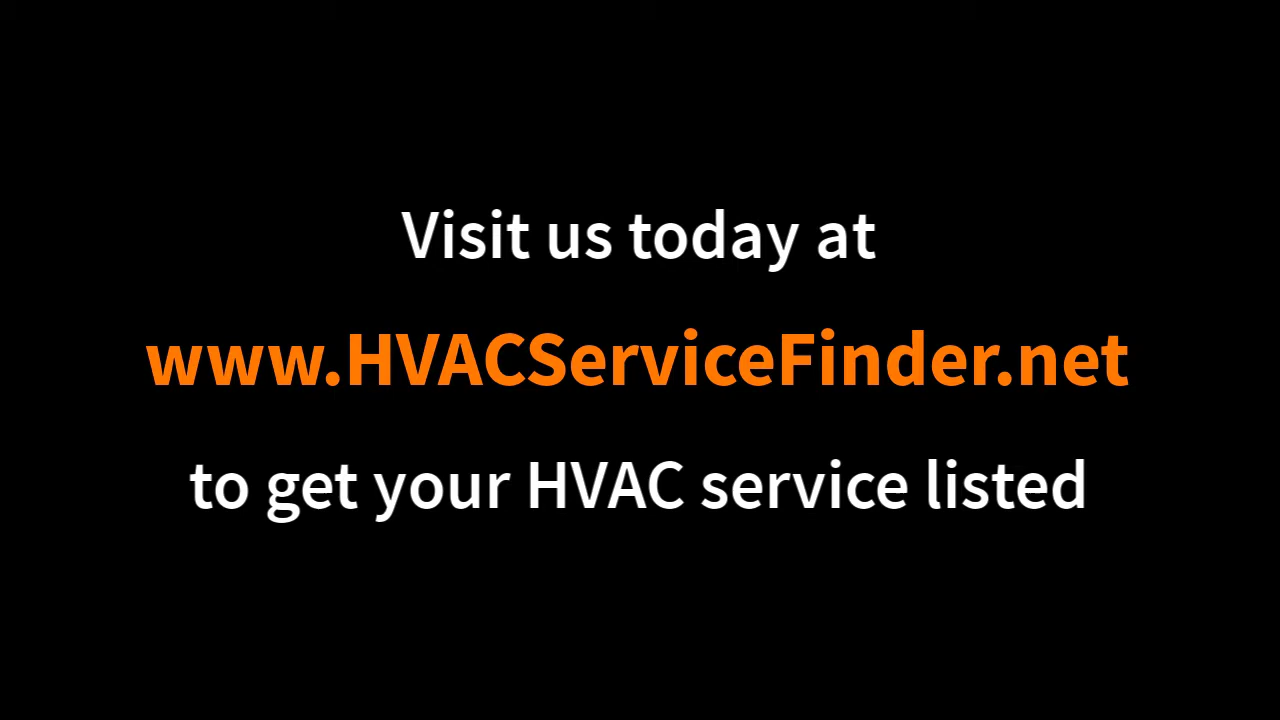 Visit us today at
www.HVACServiceFinder.net
to get your HVAC service listed